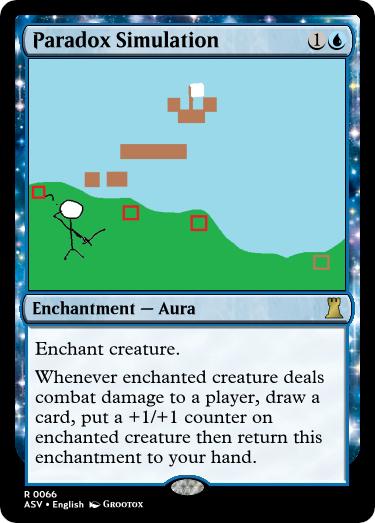 Paradox Simulation 1
Enchantment — Aura
Enchant creature.
Whenever enchanted creature deals
combat damage to a player, draw a
card, put a +1/+1 counter on
enchanted creature then return this
enchantment to your hand.
R 0066
ASV • English Grootox